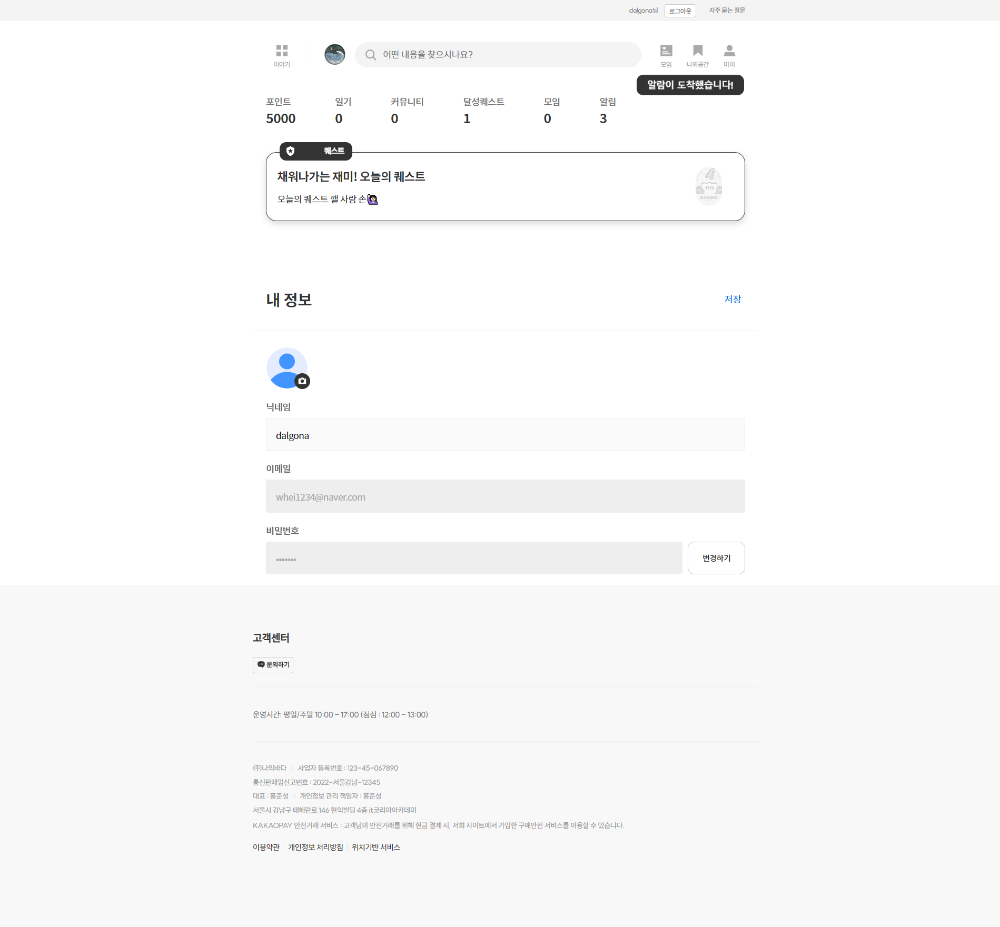 dalgona님 로그아웃 자주 묻는 질문
이야기
어떤 내용을 찾으시나요?
모임 나의공간 마이
알람이 도착했습니다!
포인트 일기 커뮤니티 달성퀘스트 모임 알림
5000 0 0 1 0 3
퀘스트
채워나가는 재미! 오늘의 퀘스트
오늘의 퀘스트 깰 사람 손🙋🏻‍♀️
BAKING
내 정보 저장
닉네임
dalgona
이메일
whei1234@naver.com
비밀번호
•••••••
변경하기
고객센터
문의하기
운영시간: 평일/주말 10:00 - 17:00 (점심 : 12:00 - 13:00)
(주)나의바다 | 사업자 등록번호 : 123-45-067890
통신판매업신고번호 : 2022-서울강남-12345
대표 : 홍준성 | 개인정보 관리 책임자 : 홍준성
서울시 강남구 테헤란로 146 현익빌딩 4층 it코리아아카데미
KAKAOPAY 안전거래 서비스 : 고객님의 안전거래를 위해 현금 결제 시, 저희 사이트에서 가입한 구매안전 서비스를 이용할 수 있습니다.
이용약관 | 개인정보 처리방침 | 위치기반 서비스